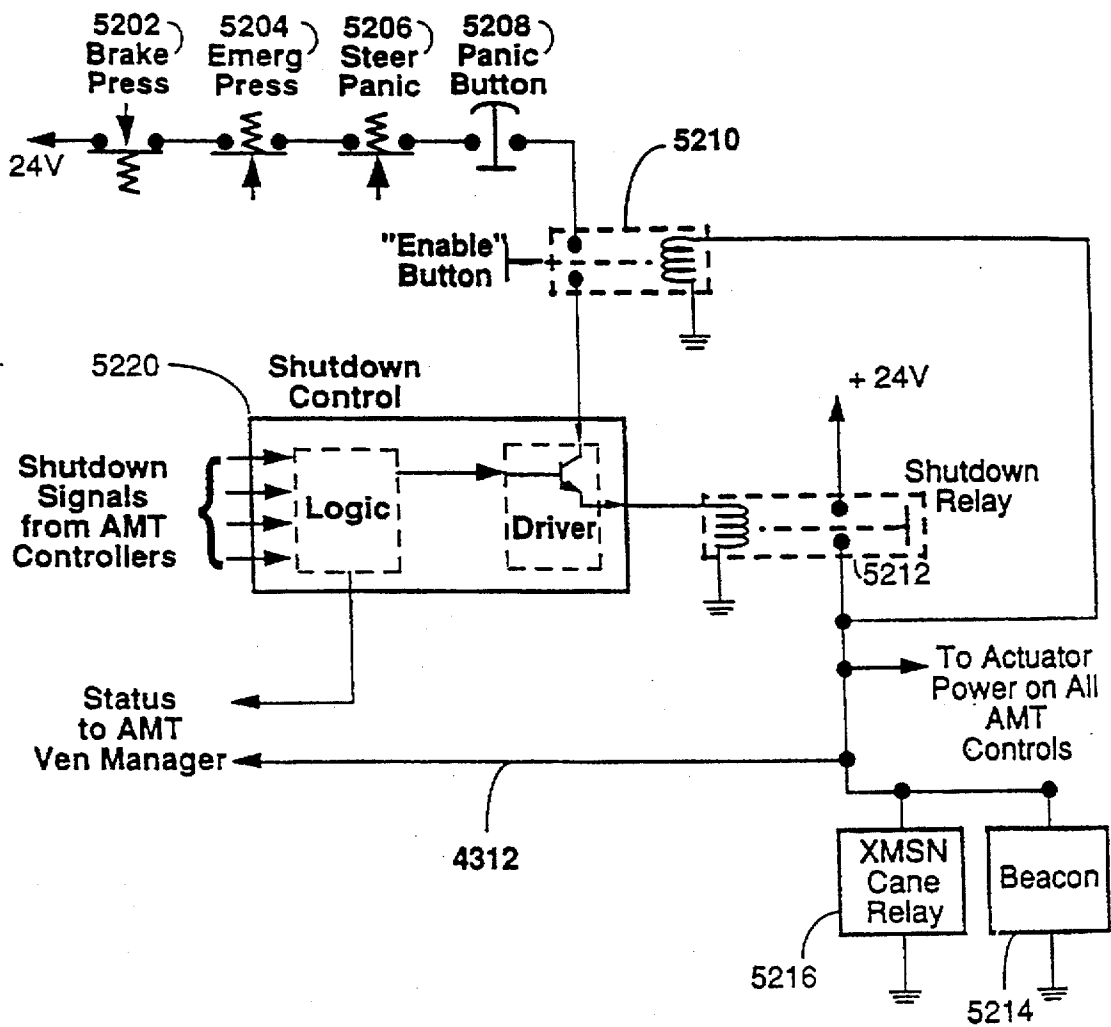 5202
Brake
Press
5204
Emerg
Press
5206
Steer
Panic
5208
Panic
Button
24V
5210
"Enable"
Button
5220
Shutdown
Control
Shutdown
Signals
from AMT
Controllers
Logic
Driver
+ 24V
Shutdown
Relay
5212
To Actuator
Power on All
AMT
Controls
Status
to AMT
Ven Manager
4312
XMSN
Cane
Relay
Beacon
5216
5214